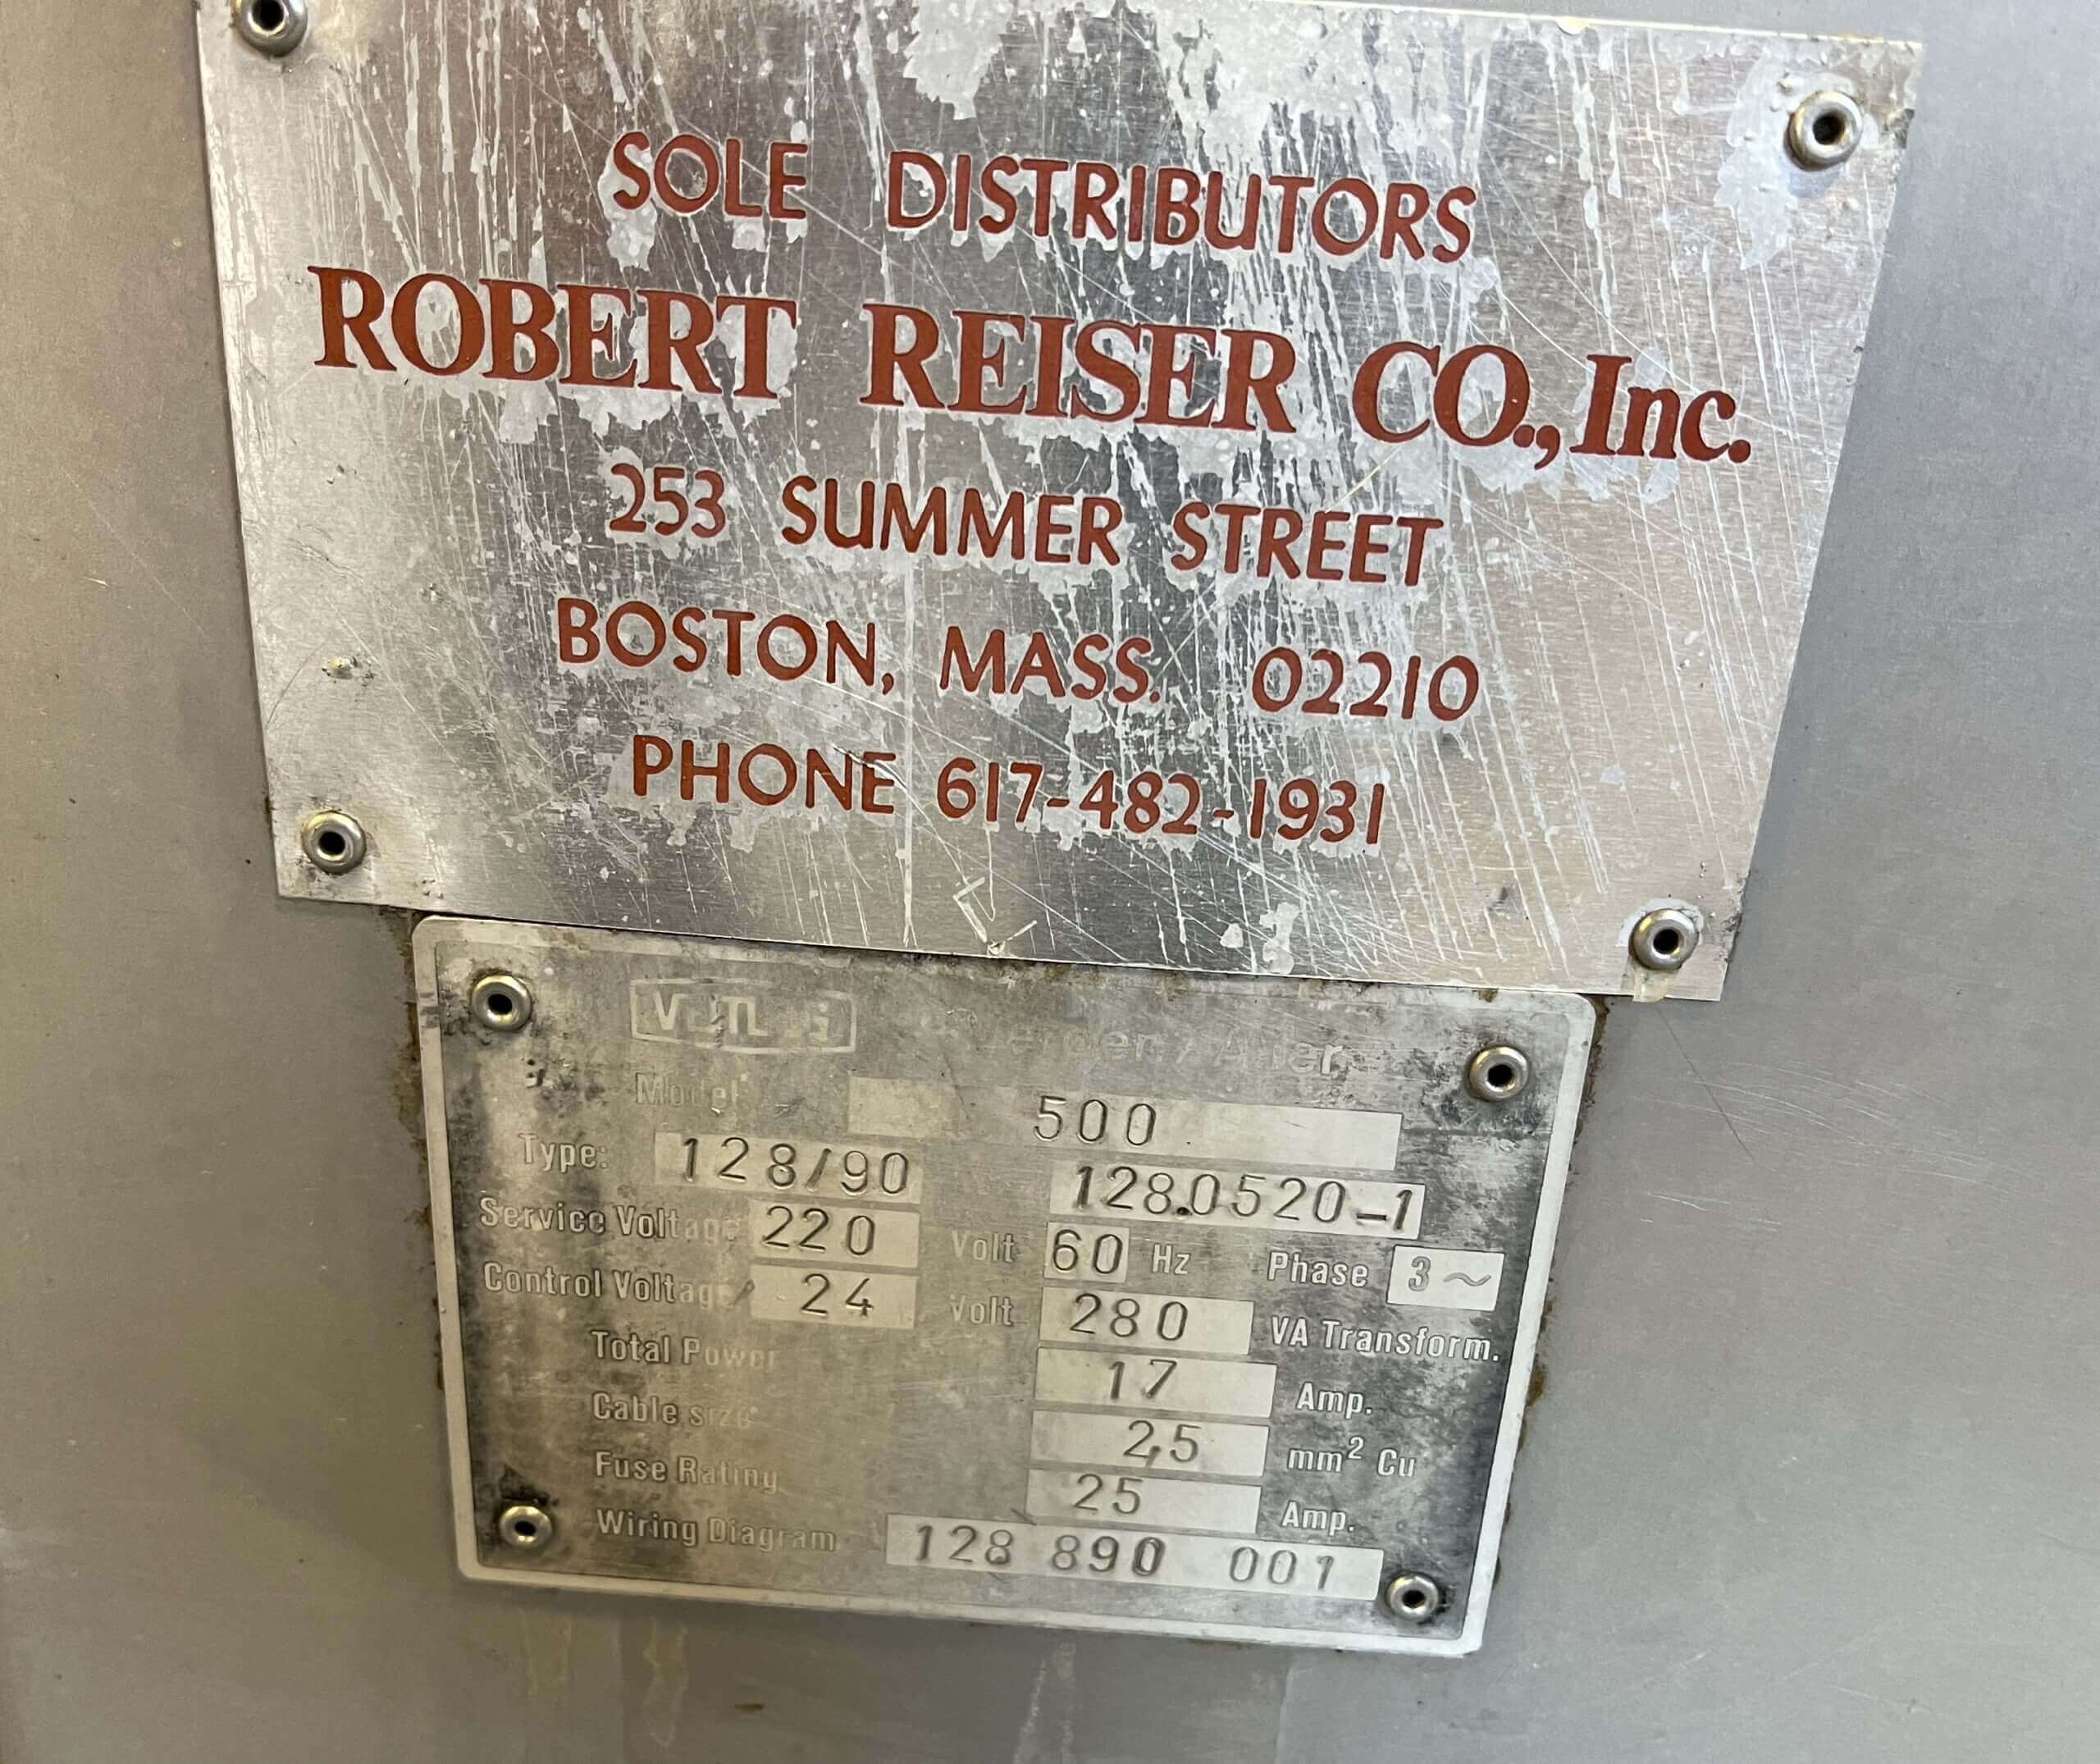 SOLE DISTRIBUTORS
ROBERT REISER CO., Inc.
253 SUMMER STREET
BOSTON, MASS. 02210
PHONE 617-482-1931
Model 500
Type: 128/90 128.0520-1
Service Voltage 220 Volt 60 Hz Phase 3~
Control Voltage 24 Volt 280 VA Transform.
Total Power 17 Amp.
Cable size 2,5 mm² Cu
Fuse Rating 25 Amp.
Wiring Diagram 128 890 001